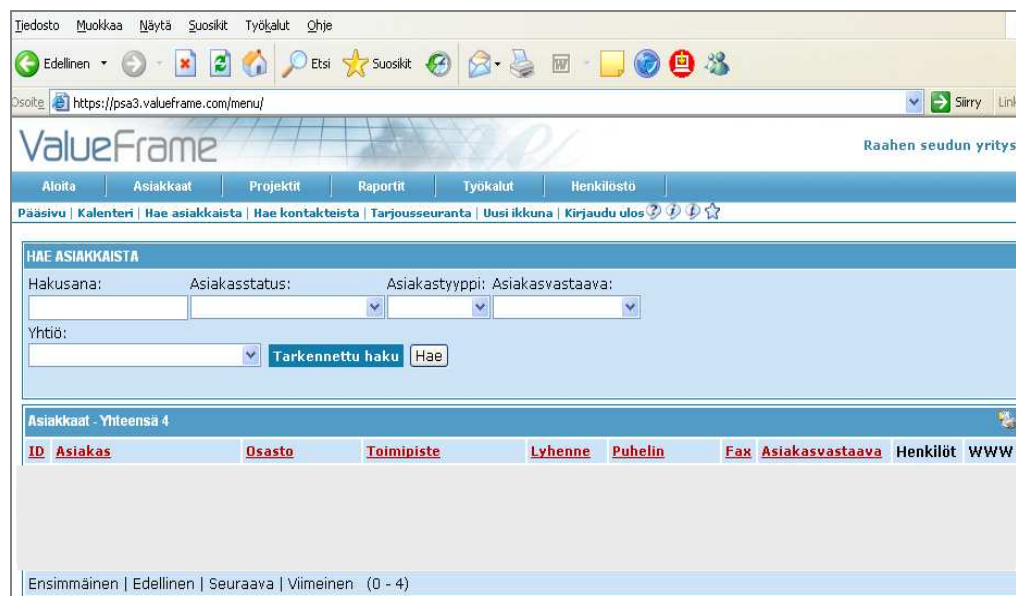 Tiedosto Muokkaa Näytä Suosikit Työkalut Ohje
Edellinen Etsi Suosikit
Osoite https://psa3.valueframe.com/menu/ Siirry Link
ValueFrame
Raahen seudun yritys
Aloita Asiakkaat Projektit Raportit Työkalut Henkilöstö
Pääsivu | Kalenteri | Hae asiakkaista | Hae kontakteista | Tarjousseuranta | Uusi ikkuna | Kirjaudu ulos
HAE ASIAKKAISTA
Hakusana: Asiakasstatus: Asiakastyyppi: Asiakasvastaava:
Yhtiö:
Tarkennettu haku Hae
Asiakkaat - Yhteensä 4
ID Asiakas Osasto Toimipiste Lyhenne Puhelin Fax Asiakasvastaava Henkilöt WWW
Ensimmäinen | Edellinen | Seuraava | Viimeinen (0 - 4)